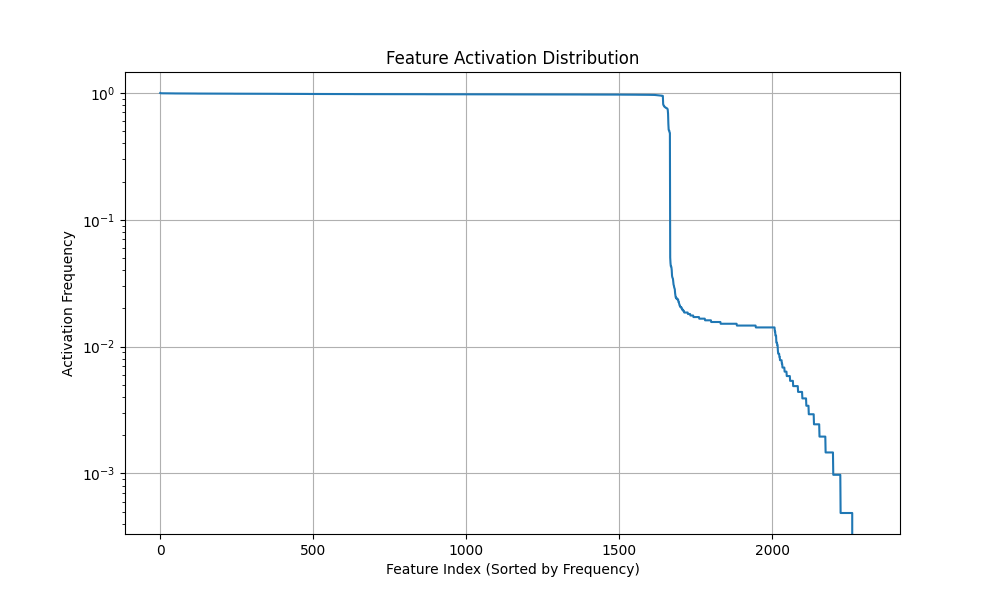 Feature Activation Distribution
Activation Frequency
10⁰
10⁻¹
10⁻²
10⁻³
0 500 1000 1500 2000
Feature Index (Sorted by Frequency)